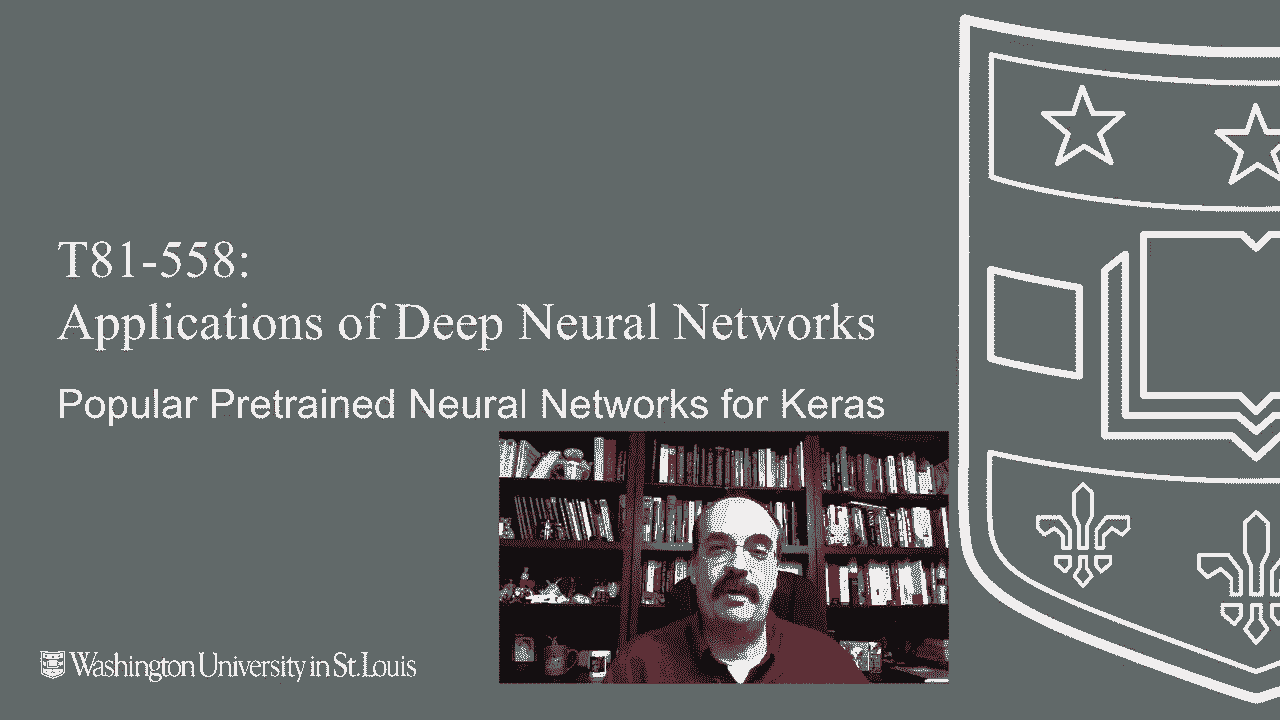 T81-558:
Applications of Deep Neural Networks
Popular Pretrained Neural Networks for Keras
Washington University in St. Louis